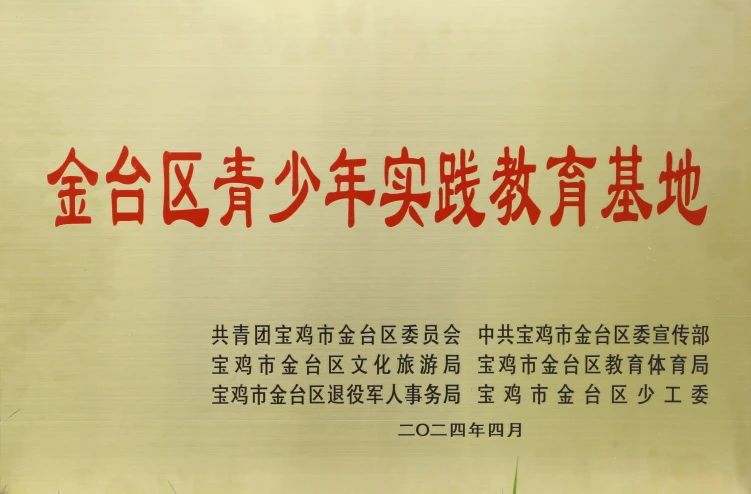 金台区青少年实践教育基地
共青团宝鸡市金台区委员会 中共宝鸡市金台区委宣传部
宝鸡市金台区文化旅游局 宝鸡市金台区教育体育局
宝鸡市金台区退役军人事务局 宝鸡市金台区少工委
二〇二四年四月